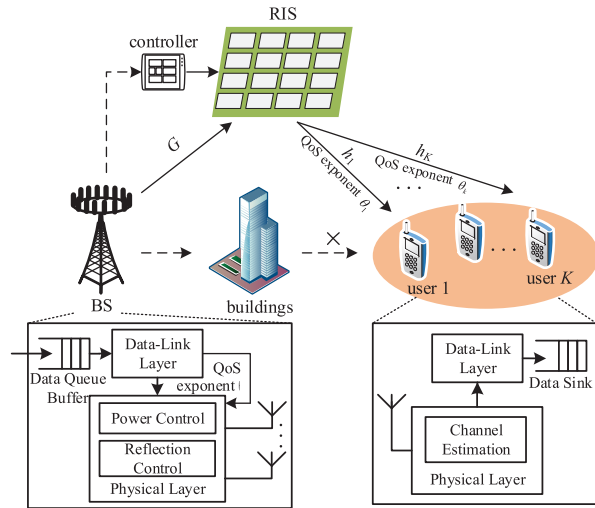 RIS
controller
G
h1
QoS exponent θ1
hK
QoS exponent θk
...
×
BS
buildings
user 1
...
user K
Data-Link
Layer
Data Queue
Buffer
QoS
exponent
Power Control
Reflection
Control
Physical Layer
Data-Link
Layer
Data Sink
Channel
Estimation
Physical Layer